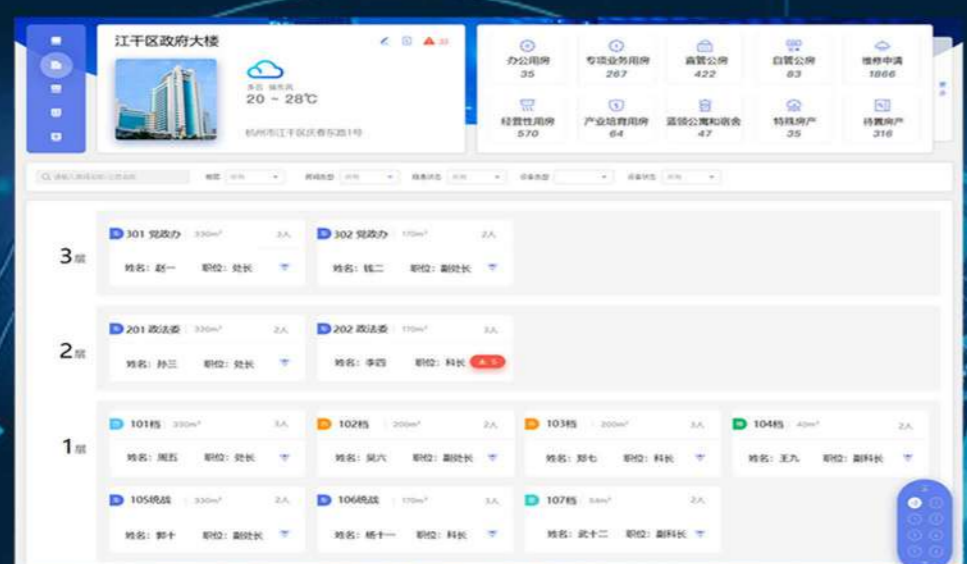 江干区政府大楼
20 ~ 28℃
杭州市江干区庆春东路1号
办公用房
35
专项业务用房
267
直管公房
422
自管公房
83
维修申请
1866
经营性用房
570
产业培育用房
64
蓝领公寓和宿舍
47
特殊房产
35
待置房产
316
3层
301 党政办 330m² 3人
姓名：赵一 职位：处长
302 党政办 170m² 2人
姓名：钱二 职位：副处长
2层
201 政法委 330m² 2人
姓名：孙三 职位：处长
202 政法委 170m² 3人
姓名：李四 职位：科长
1层
101档 330m² 3人
姓名：周五 职位：处长
102档 200m² 2人
姓名：吴六 职位：副处长
103档 200m² 3人
姓名：郑七 职位：科长
104档 2人
姓名：王九 职位：副科长
105统战 330m² 2人
姓名：郭十 职位：副处长
106统战 170m² 3人
姓名：杨十一 职位：科长
107档 2人
姓名：武十二 职位：副科长